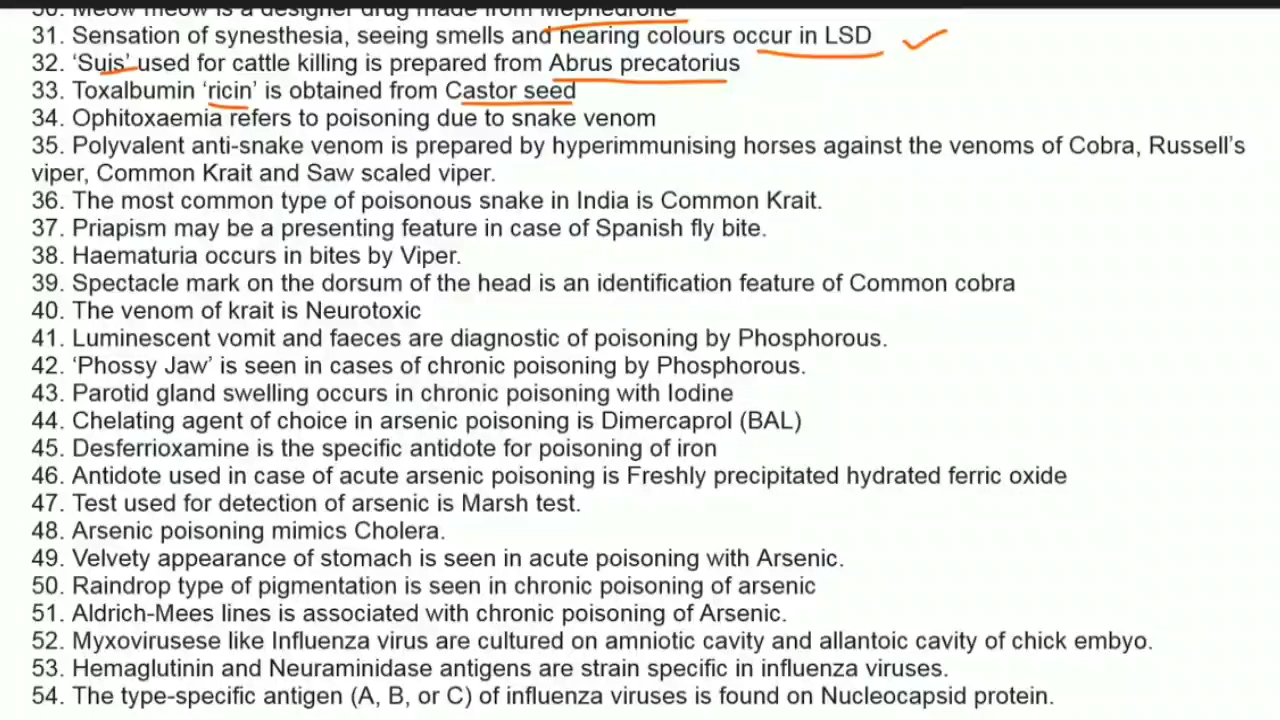 30. Meow meow is a designer drug made from Mephedrone
31. Sensation of synesthesia, seeing smells and hearing colours occur in LSD
32. ‘Suis’ used for cattle killing is prepared from Abrus precatorius
33. Toxalbumin ‘ricin’ is obtained from Castor seed
34. Ophitoxaemia refers to poisoning due to snake venom
35. Polyvalent anti-snake venom is prepared by hyperimmunising horses against the venoms of Cobra, Russell’s
viper, Common Krait and Saw scaled viper.
36. The most common type of poisonous snake in India is Common Krait.
37. Priapism may be a presenting feature in case of Spanish fly bite.
38. Haematuria occurs in bites by Viper.
39. Spectacle mark on the dorsum of the head is an identification feature of Common cobra
40. The venom of krait is Neurotoxic
41. Luminescent vomit and faeces are diagnostic of poisoning by Phosphorous.
42. ‘Phossy Jaw’ is seen in cases of chronic poisoning by Phosphorous.
43. Parotid gland swelling occurs in chronic poisoning with Iodine
44. Chelating agent of choice in arsenic poisoning is Dimercaprol (BAL)
45. Desferrioxamine is the specific antidote for poisoning of iron
46. Antidote used in case of acute arsenic poisoning is Freshly precipitated hydrated ferric oxide
47. Test used for detection of arsenic is Marsh test.
48. Arsenic poisoning mimics Cholera.
49. Velvety appearance of stomach is seen in acute poisoning with Arsenic.
50. Raindrop type of pigmentation is seen in chronic poisoning of arsenic
51. Aldrich-Mees lines is associated with chronic poisoning of Arsenic.
52. Myxovirusese like Influenza virus are cultured on amniotic cavity and allantoic cavity of chick embyo.
53. Hemaglutinin and Neuraminidase antigens are strain specific in influenza viruses.
54. The type-specific antigen (A, B, or C) of influenza viruses is found on Nucleocapsid protein.